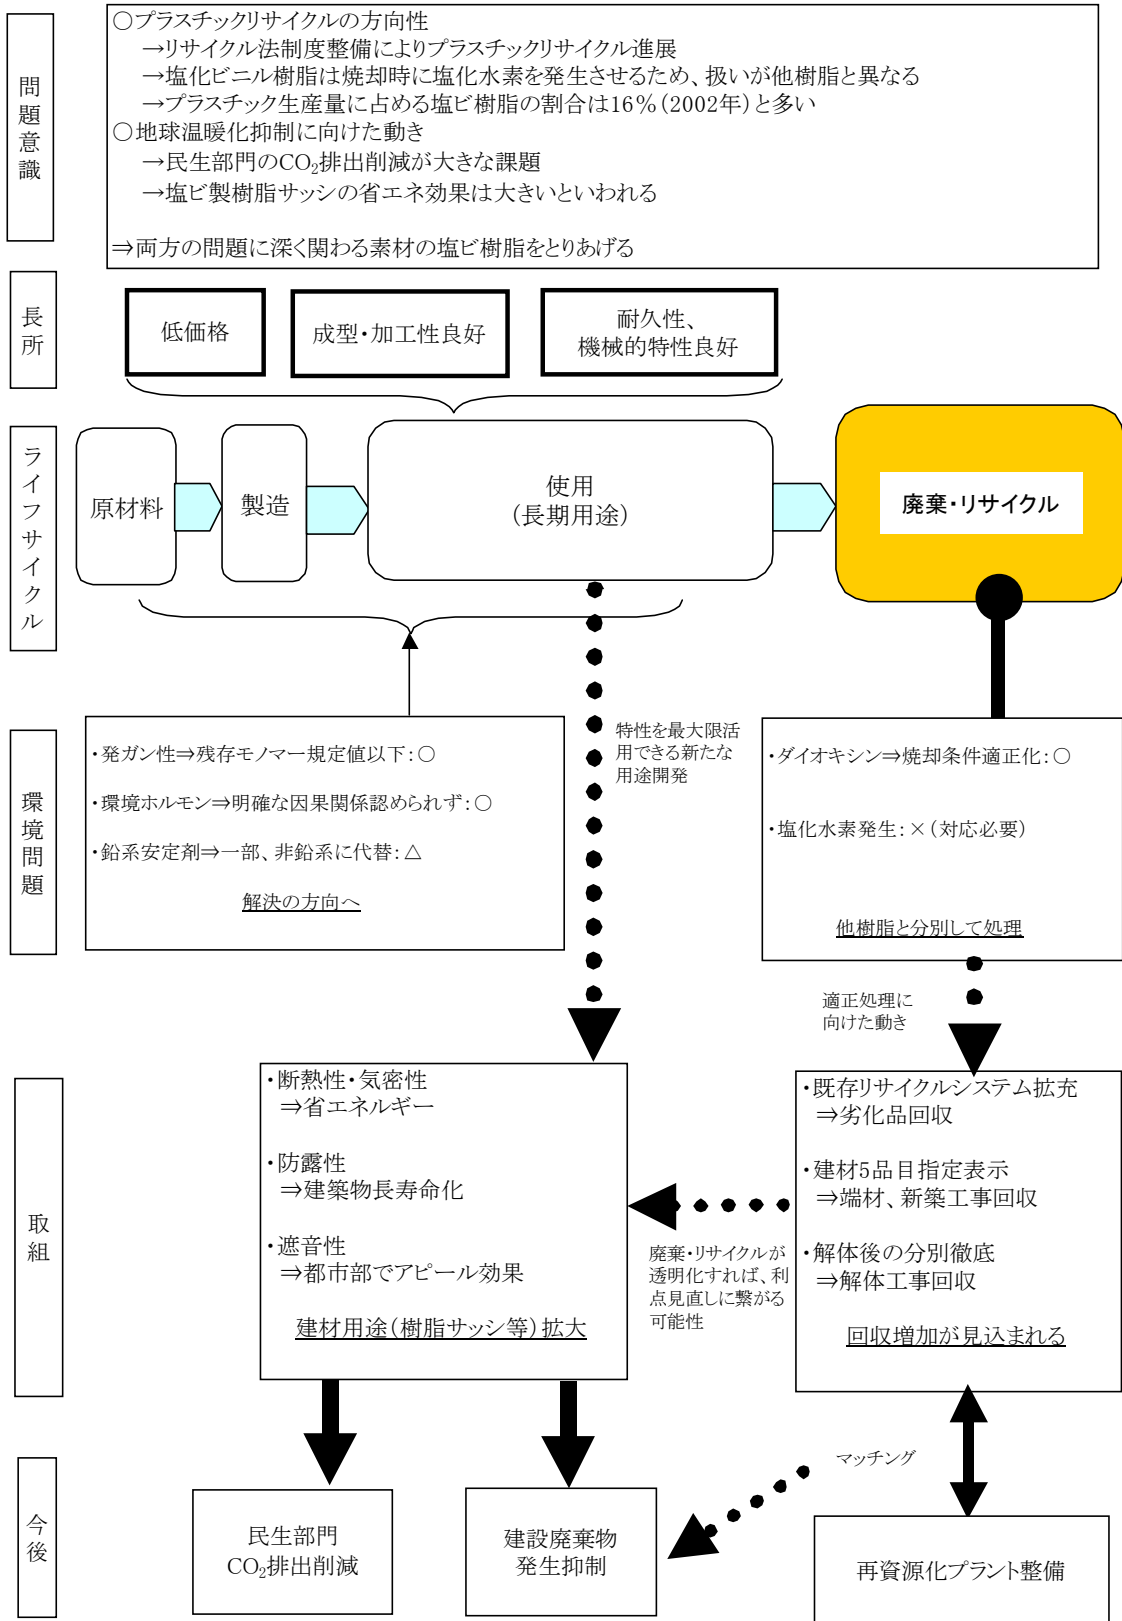 問題意識
○プラスチックリサイクルの方向性
→リサイクル法制度整備によりプラスチックリサイクル進展
→塩化ビニル樹脂は焼却時に塩化水素を発生させるため、扱いが他樹脂と異なる
→プラスチック生産量に占める塩ビ樹脂の割合は16%(2002年)と多い
○地球温暖化抑制に向けた動き
→民生部門のCO₂排出削減が大きな課題
→塩ビ製樹脂サッシの省エネ効果は大きいといわれる
⇒両方の問題に深く関わる素材の塩ビ樹脂をとりあげる
長所
低価格
成型・加工性良好
耐久性、
機械的特性良好
ライフサイクル
原材料
製造
使用
(長期用途)
廃棄・リサイクル
環境問題
・発ガン性⇒残存モノマー規定値以下：○
・環境ホルモン⇒明確な因果関係認められず：○
・鉛系安定剤⇒一部、非鉛系に代替：△
解決の方向へ
特性を最大限活
用できる新たな
用途開発
・ダイオキシン⇒焼却条件適正化：○
・塩化水素発生：×(対応必要)
他樹脂と分別して処理
適正処理に
向けた動き
取組
・断熱性・気密性
⇒省エネルギー
・防露性
⇒建築物長寿命化
・遮音性
⇒都市部でアピール効果
建材用途(樹脂サッシ等)拡大
廃棄・リサイクルが
透明化すれば、利
点見直しに繋がる
可能性
・既存リサイクルシステム拡充
⇒劣化品回収
・建材5品目指定表示
⇒端材、新築工事回収
・解体後の分別徹底
⇒解体工事回収
回収増加が見込まれる
マッチング
今後
民生部門
CO₂排出削減
建設廃棄物
発生抑制
再資源化プラント整備